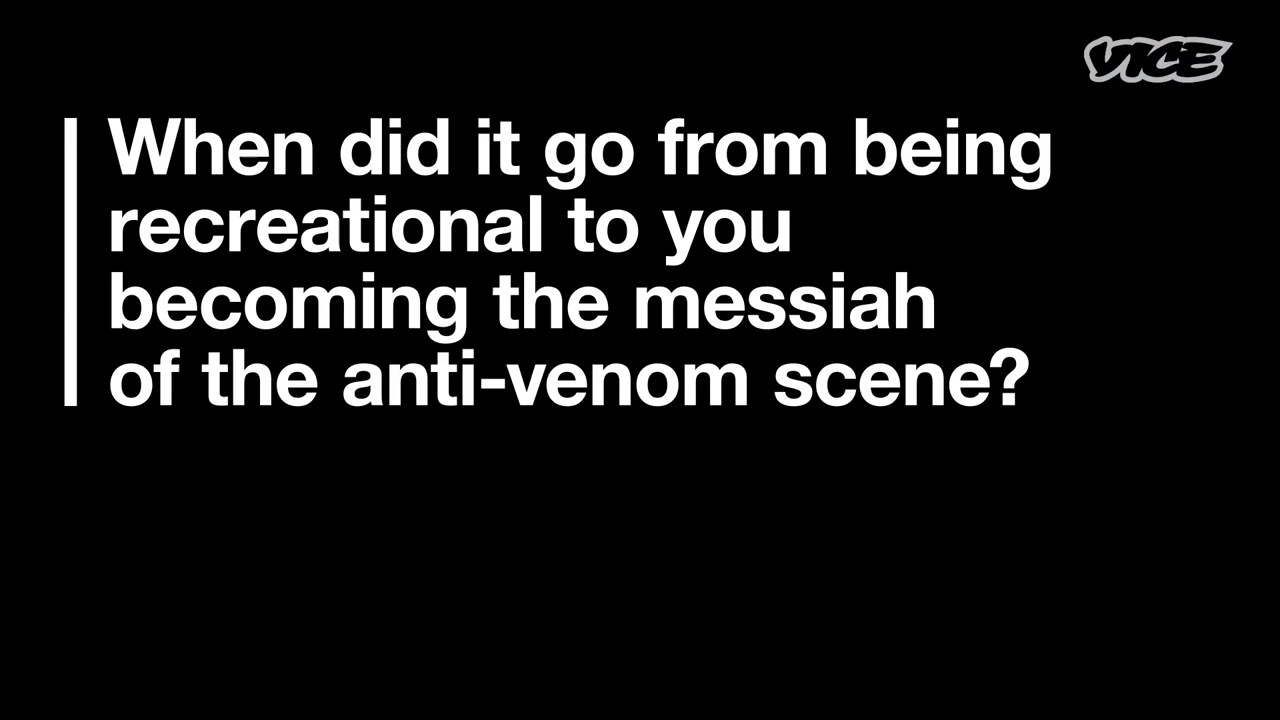 VICE
When did it go from being
recreational to you
becoming the messiah
of the anti-venom scene?